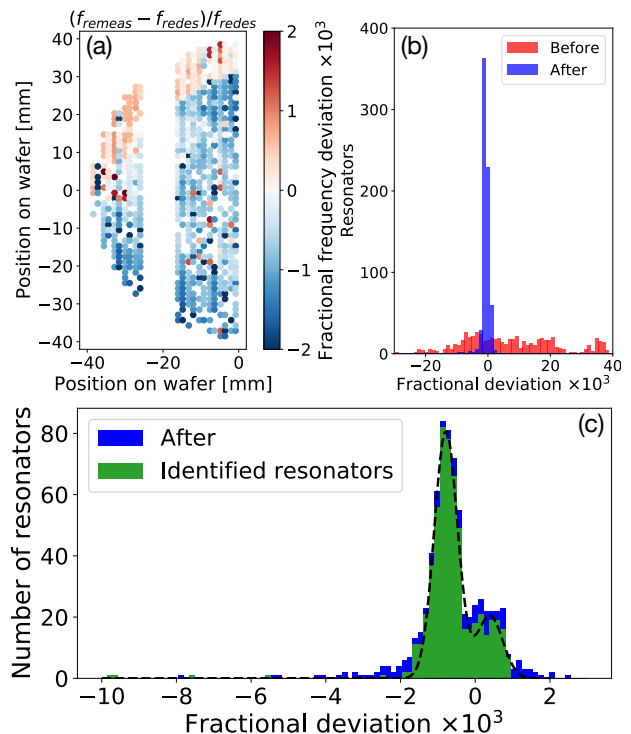 (f_remeas − f_redes)/f_redes
(a)
Position on wafer [mm]
40
30
20
10
0
−10
−20
−30
−40
−40
−20
0
Position on wafer [mm]
2
1
0
−1
−2
Fractional frequency deviation ×10³
(b)
Before
After
Resonators
400
300
200
100
0
0
20
40
Fractional deviation ×10³
(c)
After
Identified resonators
Number of resonators
80
60
40
20
0
−10
−8
−6
−4
−2
0
2
Fractional deviation ×10³